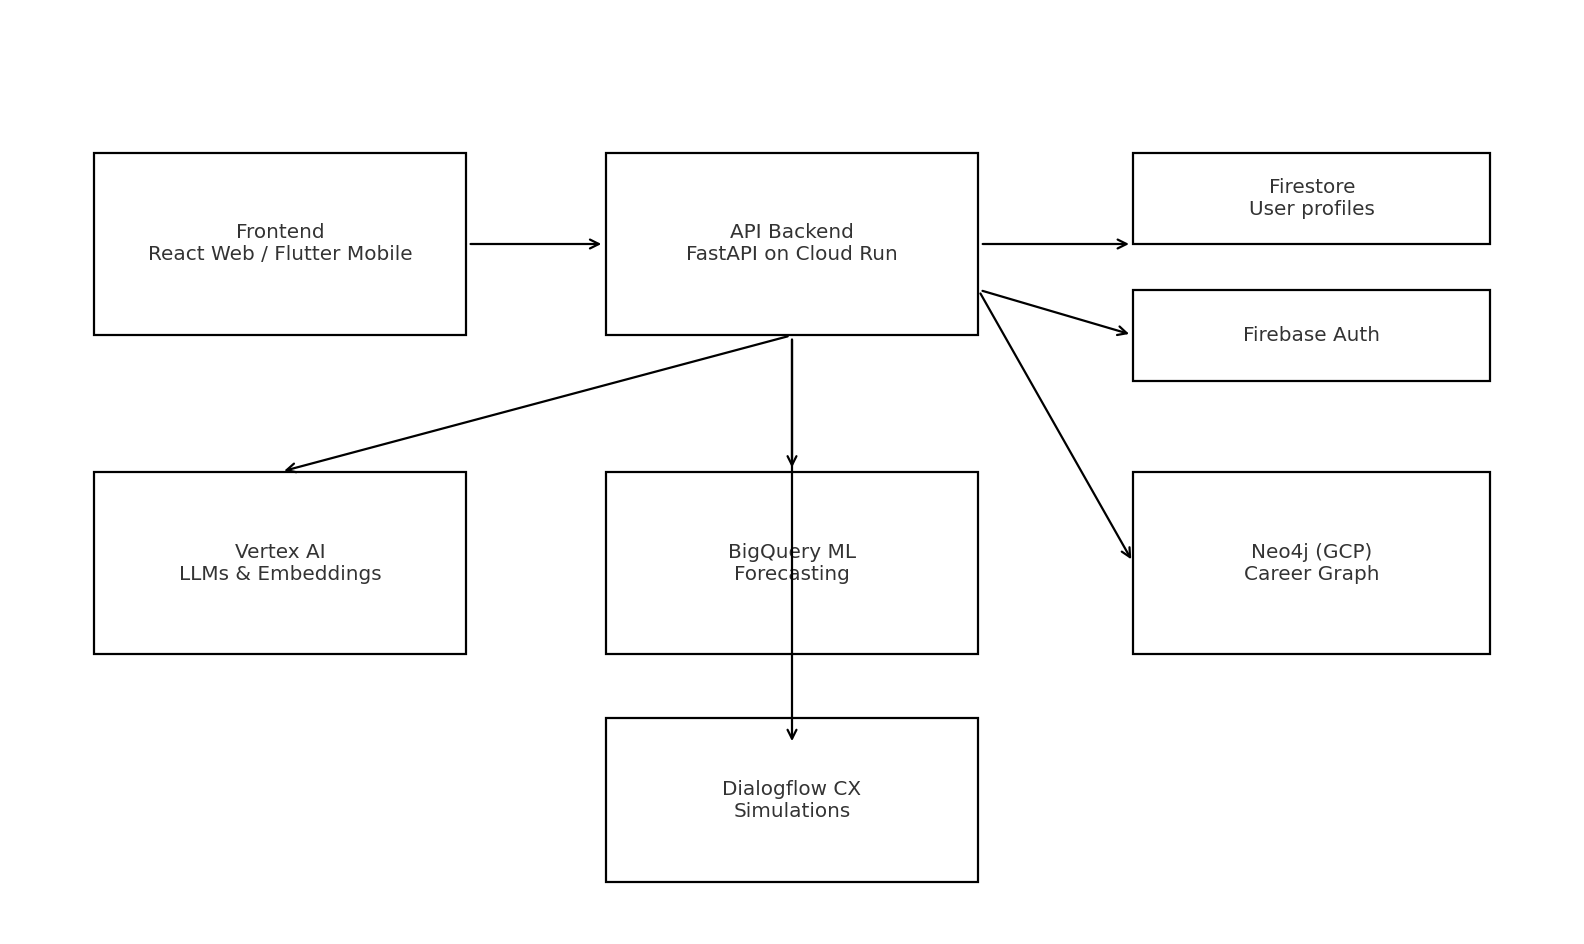 Frontend
React Web / Flutter Mobile
API Backend
FastAPI on Cloud Run
Firestore
User profiles
Firebase Auth
Vertex AI
LLMs & Embeddings
BigQuery ML
Forecasting
Neo4j (GCP)
Career Graph
Dialogflow CX
Simulations